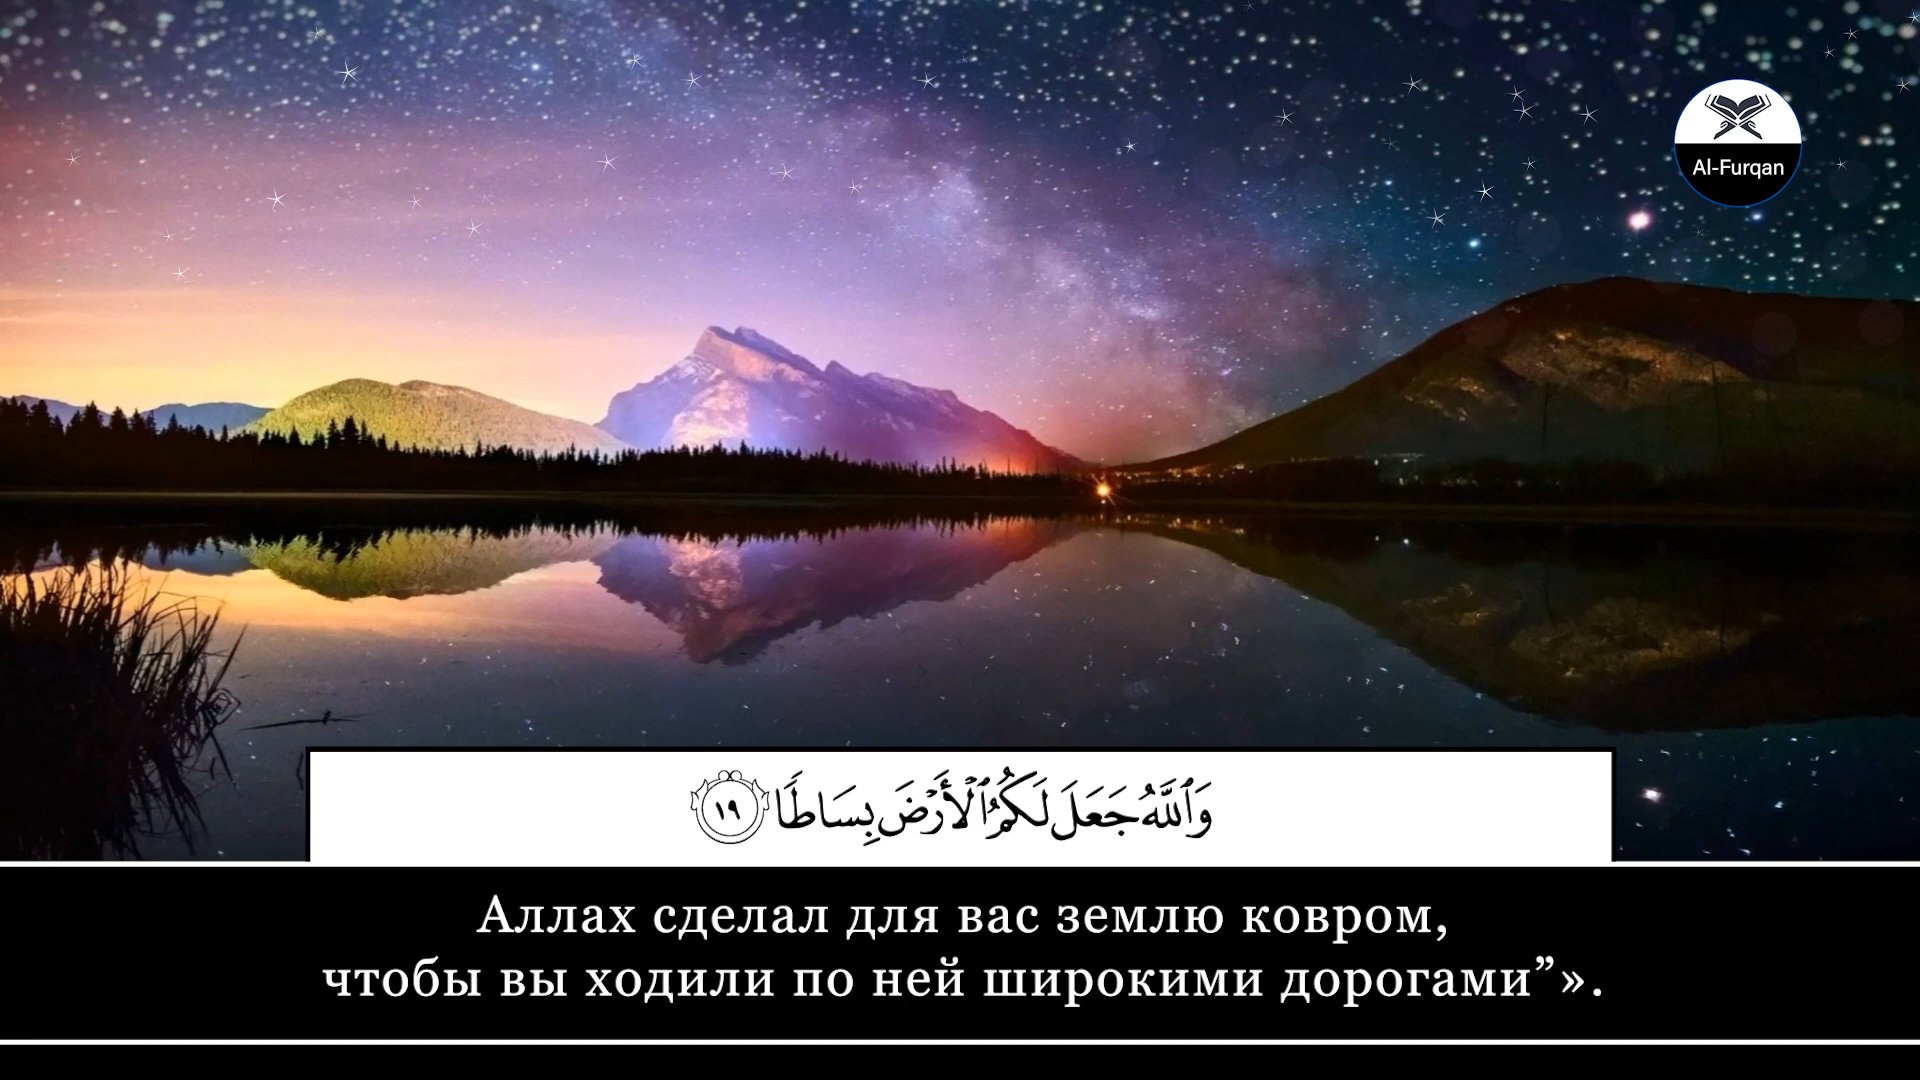 Al-Furqan
وَٱللَّهُ جَعَلَ لَكُمُ ٱلْأَرْضَ بِسَاطًا ١٩
Аллах сделал для вас землю ковром,
чтобы вы ходили по ней широкими дорогами”».